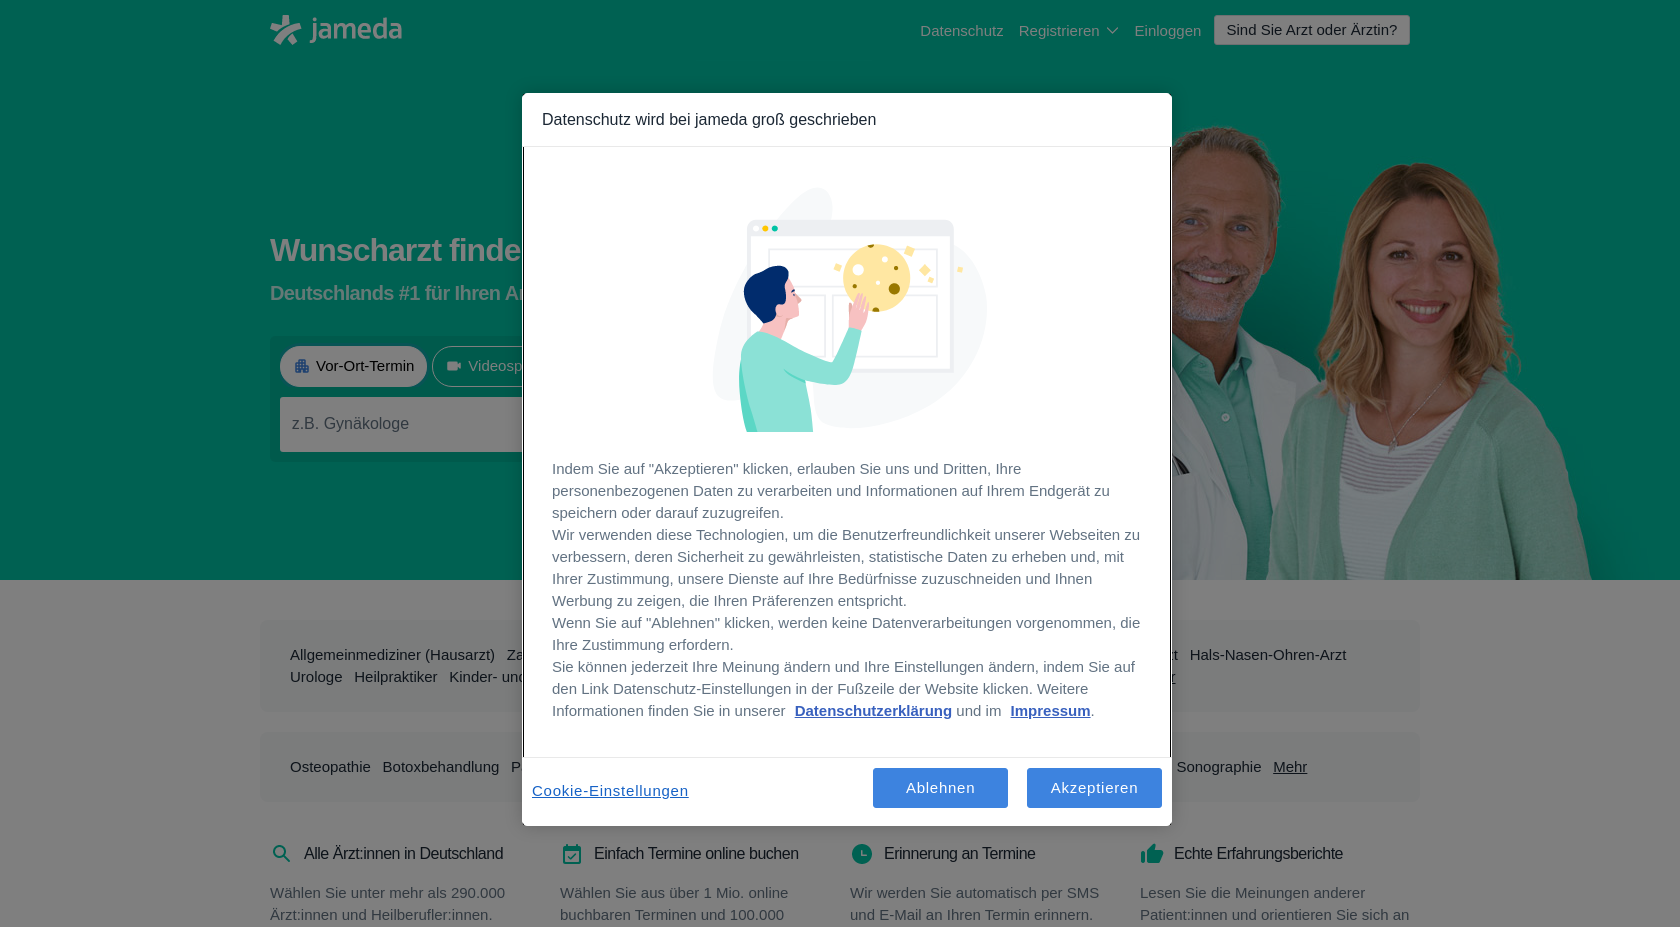 jameda
Datenschutz Registrieren Einloggen Sind Sie Arzt oder Ärztin?
Datenschutz wird bei jameda groß geschrieben
Wunscharzt finde
Deutschlands #1 für Ihren
Vor-Ort-Termin
z.B. Gynäkologe
Indem Sie auf "Akzeptieren" klicken, erlauben Sie uns und Dritten, Ihre
personenbezogenen Daten zu verarbeiten und Informationen auf Ihrem Endgerät zu
speichern oder darauf zuzugreifen.
Wir verwenden diese Technologien, um die Benutzerfreundlichkeit unserer Webseiten zu
verbessern, deren Sicherheit zu gewährleisten, statistische Daten zu erheben und, mit
Ihrer Zustimmung, unsere Dienste auf Ihre Bedürfnisse zuzuschneiden und Ihnen
Werbung zu zeigen, die Ihren Präferenzen entspricht.
Wenn Sie auf "Ablehnen" klicken, werden keine Datenverarbeitungen vorgenommen, die
Ihre Zustimmung erfordern.
Sie können jederzeit Ihre Meinung ändern und Ihre Einstellungen ändern, indem Sie auf
den Link Datenschutz-Einstellungen in der Fußzeile der Website klicken. Weitere
Informationen finden Sie in unserer Datenschutzerklärung und im Impressum.
Cookie-Einstellungen Ablehnen Akzeptieren
Allgemeinmediziner (Hausarzt) Hals-Nasen-Ohren-Arzt
Urologe Heilpraktiker Kinder- und
Osteopathie Botoxbehandlung Sonographie Mehr
Alle Ärzt:innen in Deutschland
Wählen Sie unter mehr als 290.000
Ärzt:innen und Heilberufler:innen.
Einfach Termine online buchen
Wählen Sie aus über 1 Mio. online
buchbaren Terminen und 100.000
Erinnerung an Termine
Wir werden Sie automatisch per SMS
und E-Mail an Ihren Termin erinnern.
Echte Erfahrungsberichte
Lesen Sie die Meinungen anderer
Patient:innen und orientieren Sie sich an